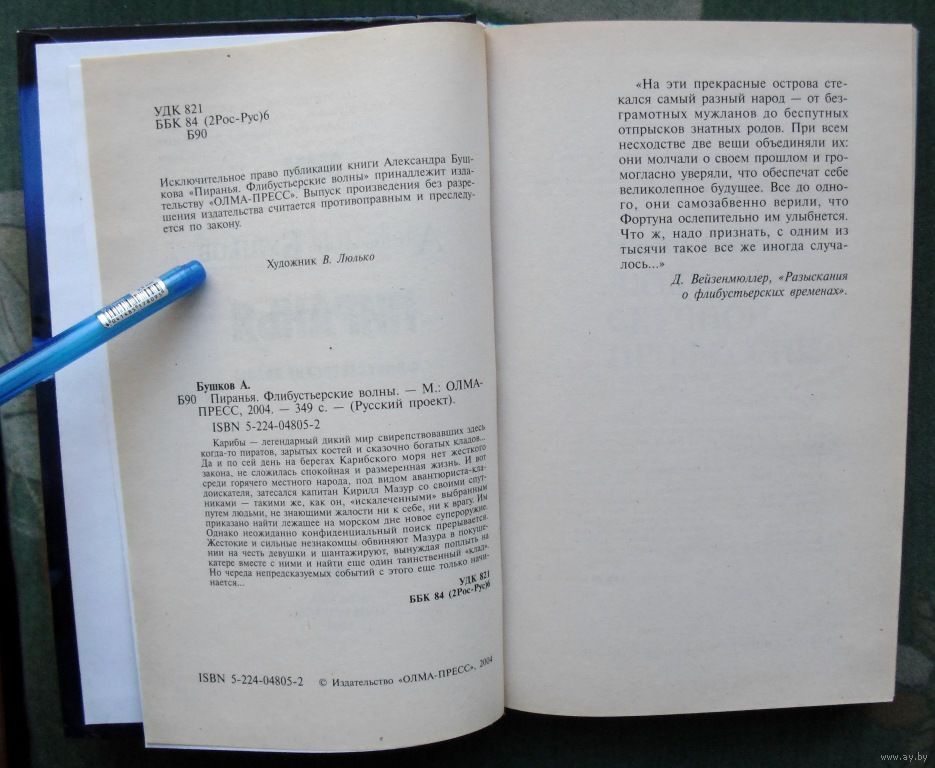 УДК 821
ББК 84 (2Рос-Рус)6
Б90
Исключительное право публикации книги Александра Буш-
кова «Пиранья. Флибустьерские волны» принадлежит изда-
тельству «ОЛМА-ПРЕСС». Выпуск произведения без разре-
шения издательства считается противоправным и преследу-
ется по закону.
Художник В. Люлько
Бушков А.
Б90 Пиранья. Флибустьерские волны. — М.: ОЛМА-
ПРЕСС, 2004. — 349 с. — (Русский проект).
ISBN 5-224-04805-2
Карибы — легендарный дикий мир свирепствовавших здесь
когда-то пиратов, зарытых костей и сказочно богатых кладов...
Да и по сей день на берегах Карибского моря нет жесткого
закона, не сложилась спокойная и размеренная жизнь. И вот
среди горячего местного народа, под видом авантюриста-кла-
доискателя, затесался капитан Кирилл Мазур со своими спут-
никами — такими же, как он, «искалеченными» выбранным
путем людьми, не знающими жалости ни к себе, ни к врагу. Им
приказано найти лежащее на морском дне новое супероружие.
Однако неожиданно конфиденциальный поиск прерывается.
Жестокие и сильные незнакомцы обвиняют Мазура в покуше-
нии на честь девушки и шантажируют, вынуждая поплыть на
катере вместе с ними и найти еще один таинственный «клад».
Но череда непредсказуемых событий с этого еще только начи-
нается...
УДК 821
ББК 84 (2Рос-Рус)6
ISBN 5-224-04805-2 © Издательство «ОЛМА-ПРЕСС», 2004
«На эти прекрасные острова сте-
кался самый разный народ — от без-
грамотных мужланов до беспутных
отпрысков знатных родов. При всем
несходстве две вещи объединяли их:
они молчали о своем прошлом и гро-
могласно уверяли, что обеспечат себе
великолепное будущее. Все до одно-
го, они самозабвенно верили, что
Фортуна ослепительно им улыбнется.
Что ж, надо признать, с одним из
тысячи такое все же иногда случа-
лось...»
Д. Вейзенмюллер, «Разыскания
о флибустьерских временах».
www.ay.by